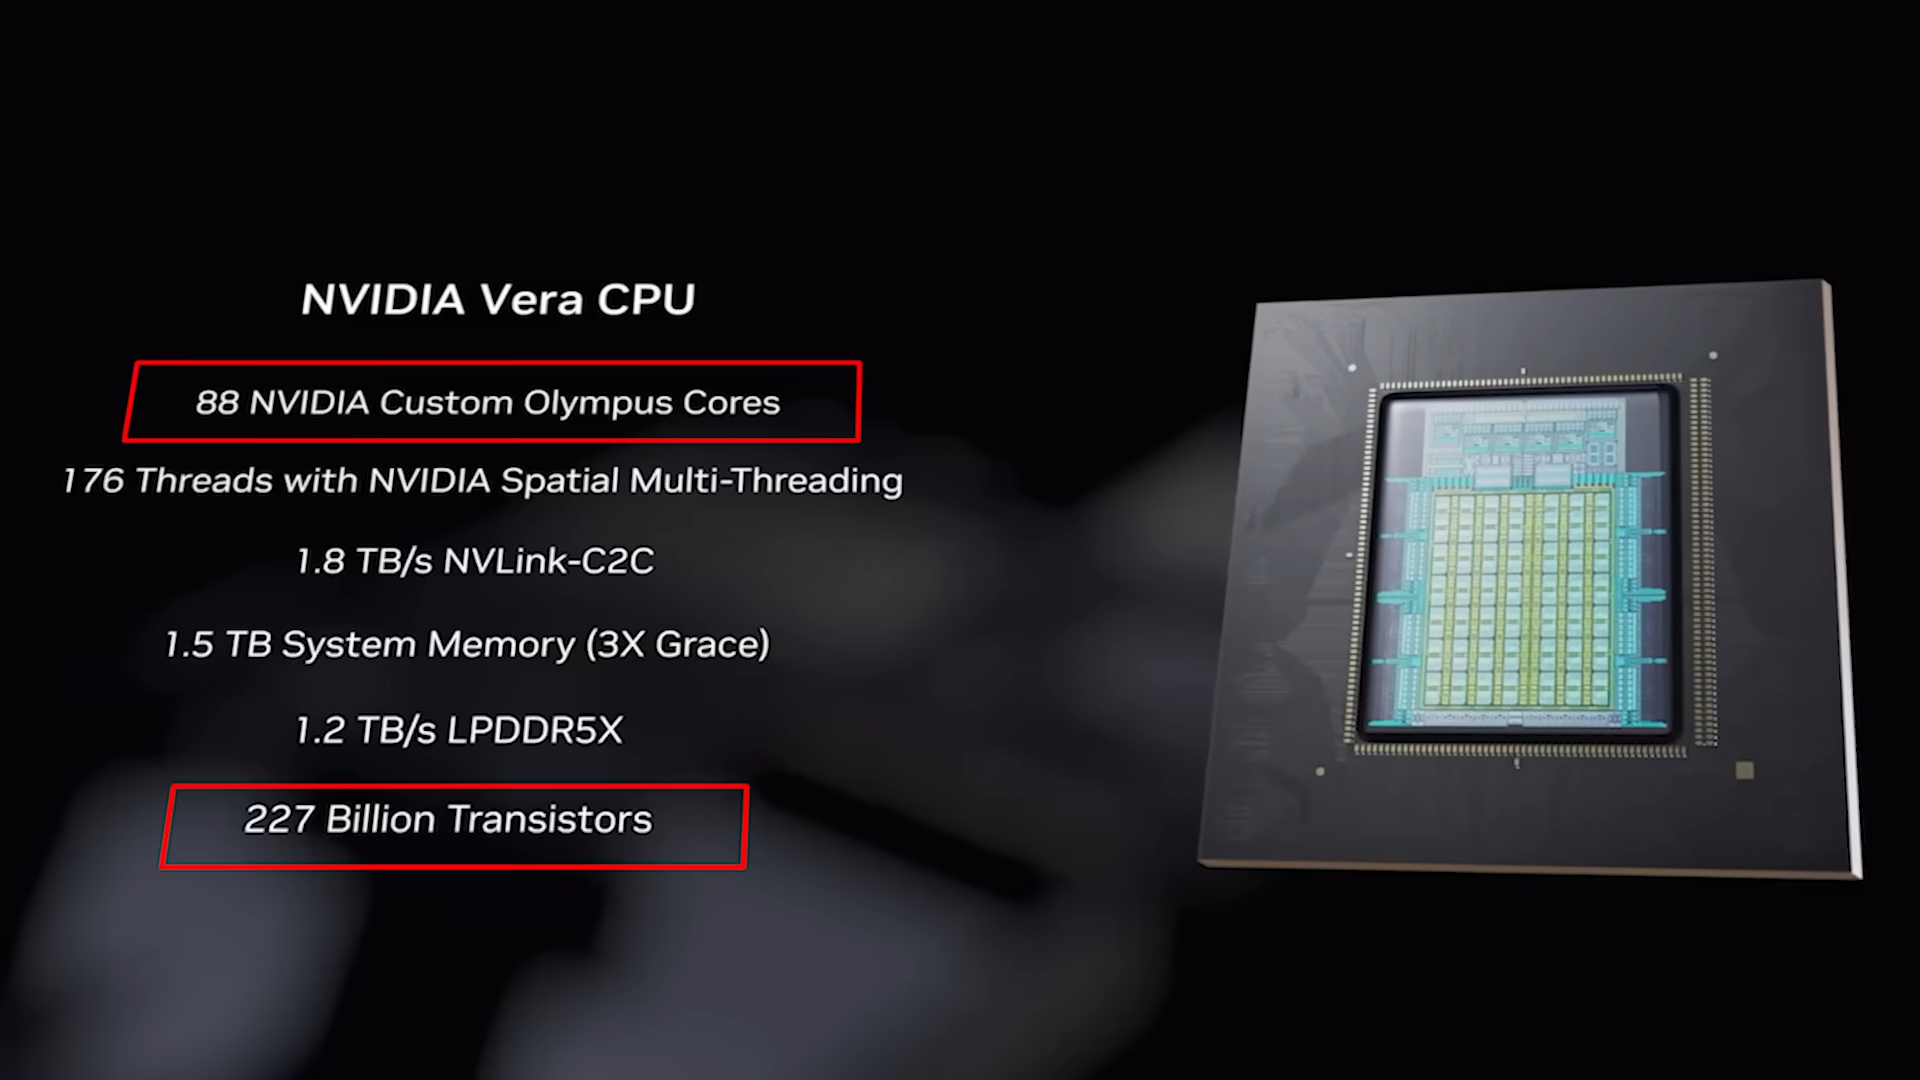 NVIDIA Vera CPU
88 NVIDIA Custom Olympus Cores
176 Threads with NVIDIA Spatial Multi-Threading
1.8 TB/s NVLink-C2C
1.5 TB System Memory (3X Grace)
1.2 TB/s LPDDR5X
227 Billion Transistors